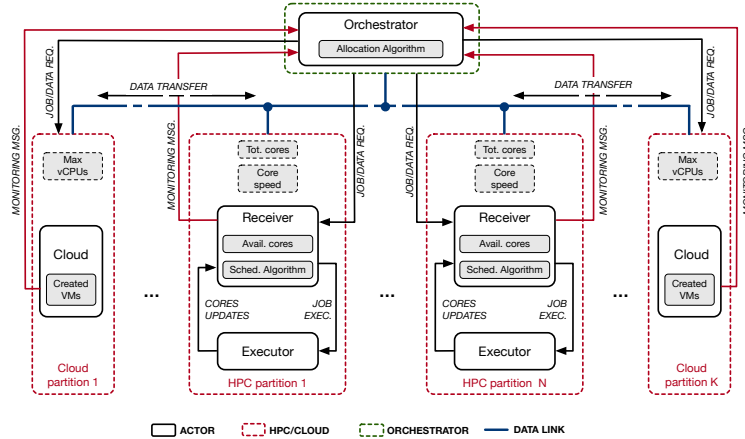 Orchestrator
Allocation Algorithm
JOB/DATA REQ.
JOB/DATA REQ.
DATA TRANSFER
DATA TRANSFER
MONITORING MSG.
MONITORING MSG.
JOB/DATA REQ.
JOB/DATA REQ.
MONITORING MSG.
MONITORING MSG.
Max
vCPUs
Cloud
Created
VMs
Cloud
partition 1
...
Tot. cores
Core
speed
Receiver
Avail. cores
Sched. Algorithm
CORES
UPDATES
JOB
EXEC.
Executor
HPC partition 1
...
Tot. cores
Core
speed
Receiver
Avail. cores
Sched. Algorithm
CORES
UPDATES
JOB
EXEC.
Executor
HPC partition N
...
Max
vCPUs
Cloud
Created
VMs
Cloud
partition K
ACTOR
HPC/CLOUD
ORCHESTRATOR
DATA LINK